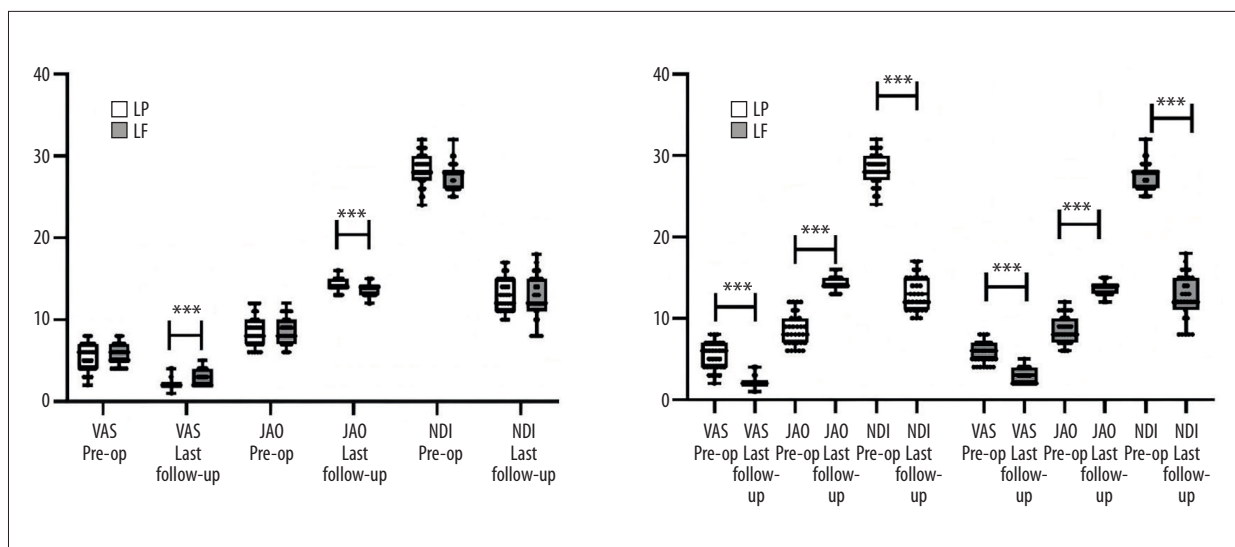 40
30
20
10
0
LP
LF
***
***
VAS
Pre-op
VAS
Last
follow-up
JAO
Pre-op
JAO
Last
follow-up
NDI
Pre-op
NDI
Last
follow-up
40
30
20
10
0
LP
LF
***
***
***
***
***
***
VAS
Pre-op
VAS
Last
follow-
up
JAO
Pre-op
JAO
Last
follow-
up
NDI
Pre-op
NDI
Last
follow-
up
VAS
Pre-op
VAS
Last
follow-
up
JAO
Pre-op
JAO
Last
follow-
up
NDI
Pre-op
NDI
Last
follow-
up